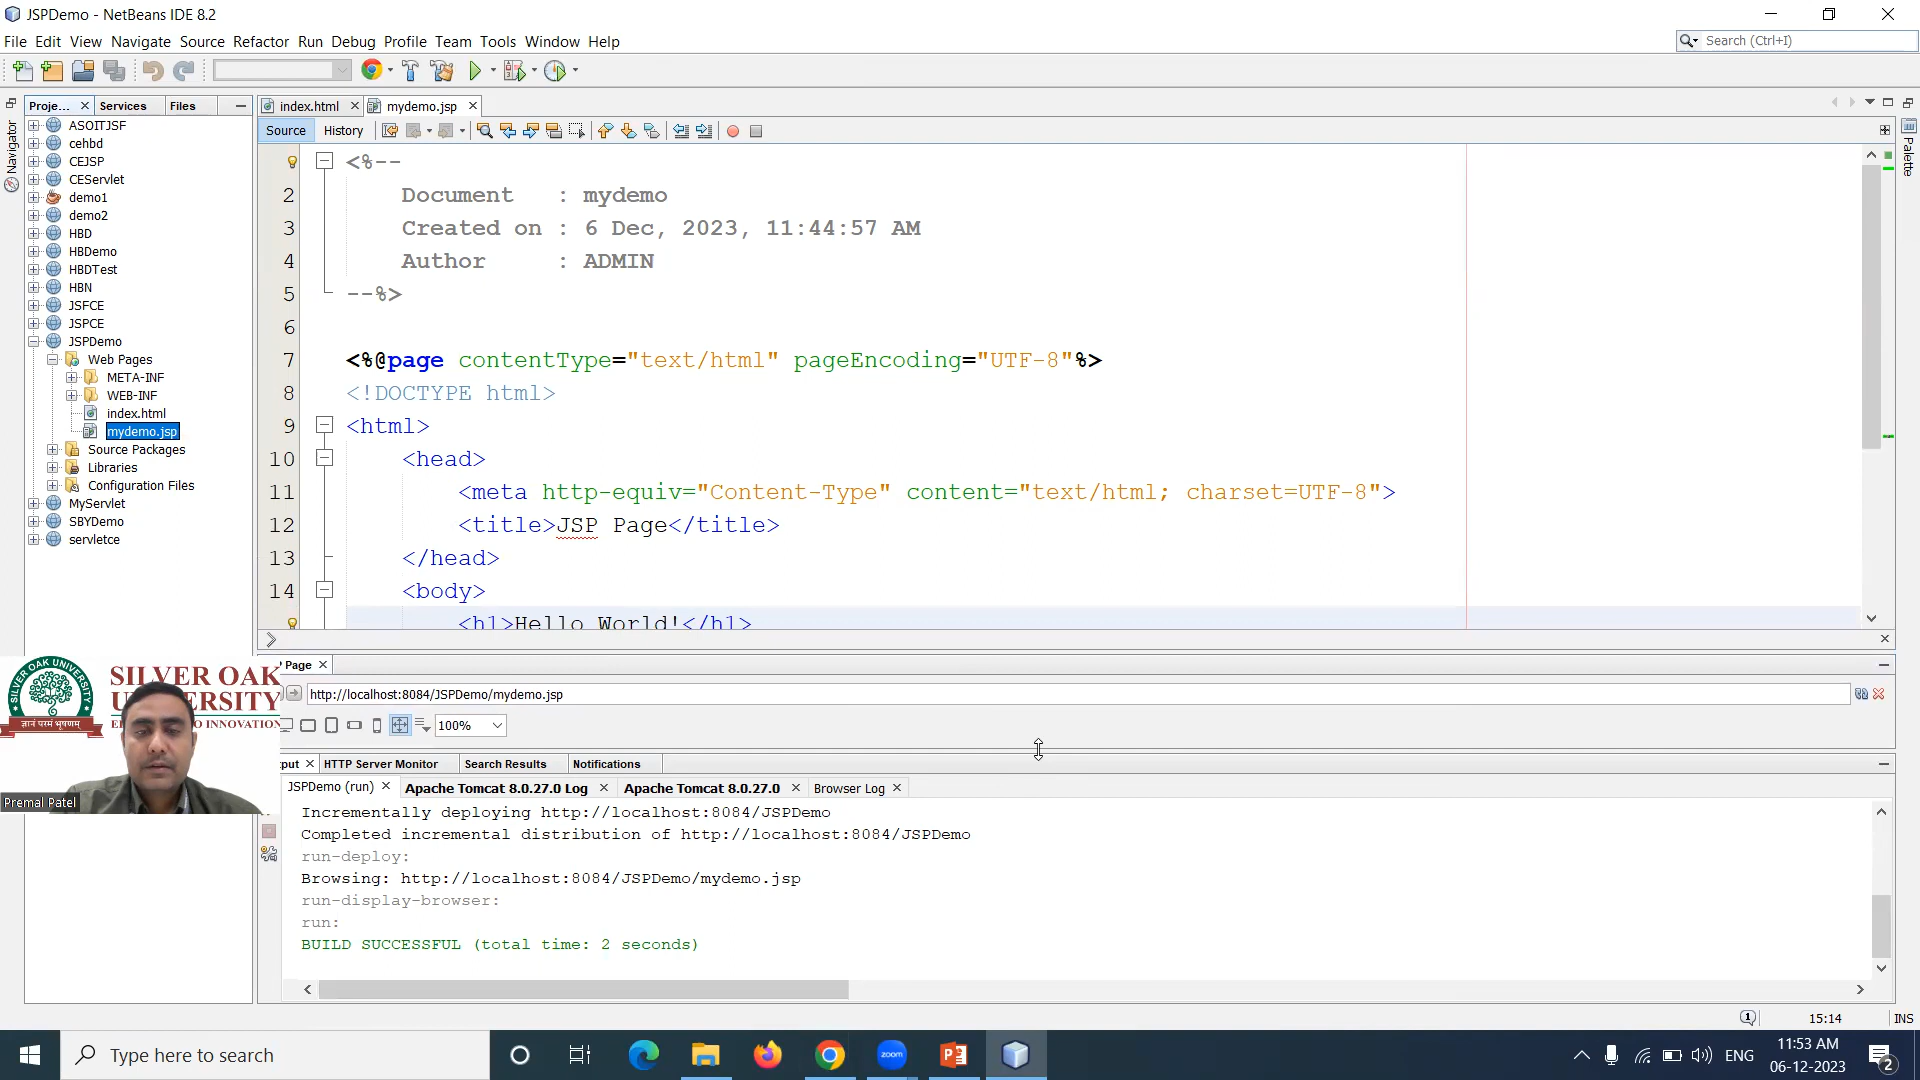 JSPDemo - NetBeans IDE 8.2
File Edit View Navigate Source Refactor Run Debug Profile Team Tools Window Help
Search (Ctrl+I)
Proje... Services Files
index.html mydemo.jsp
Source History
Navigator
Palette
ASOITJSF
cehbd
CEJSP
CEServlet
demo1
demo2
HBD
HBDemo
HBDTest
HBN
JSFCE
JSPCE
JSPDemo
Web Pages
META-INF
WEB-INF
index.html
mydemo.jsp
Source Packages
Libraries
Configuration Files
MyServlet
SBYDemo
servletce
<%--
2 Document : mydemo
3 Created on : 6 Dec, 2023, 11:44:57 AM
4 Author : ADMIN
5 --%>
6
7 <%@page contentType="text/html" pageEncoding="UTF-8"%>
8 <!DOCTYPE html>
9 <html>
10 <head>
11 <meta http-equiv="Content-Type" content="text/html; charset=UTF-8">
12 <title>JSP Page</title>
13 </head>
14 <body>
<h1>Hello World!</h1>
Page
http://localhost:8084/JSPDemo/mydemo.jsp
100%
SILVER OAK UNIVERSITY
ज्ञानं परमं भूषणम्
SILVER OAK
UNIVERSITY
Premal Patel
put HTTP Server Monitor Search Results Notifications
JSPDemo (run) Apache Tomcat 8.0.27.0 Log Apache Tomcat 8.0.27.0 Browser Log
Incrementally deploying http://localhost:8084/JSPDemo
Completed incremental distribution of http://localhost:8084/JSPDemo
run-deploy:
Browsing: http://localhost:8084/JSPDemo/mydemo.jsp
run-display-browser:
run:
BUILD SUCCESSFUL (total time: 2 seconds)
1 15:14 INS
Type here to search
zoom
ENG
11:53 AM
06-12-2023
2